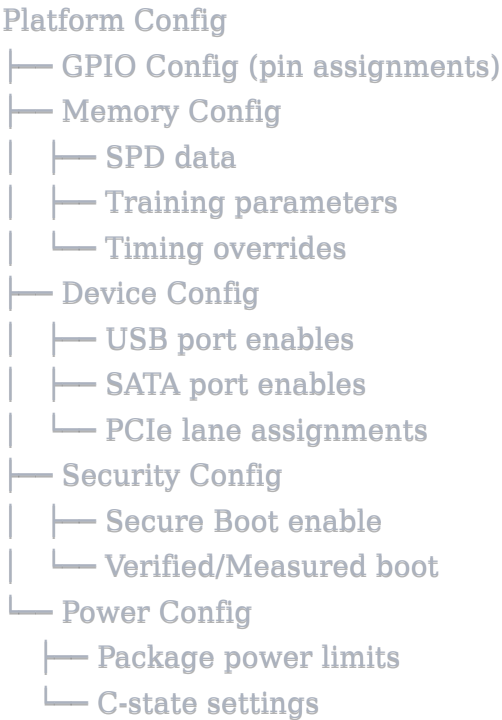 Platform Config
├── GPIO Config (pin assignments)
├── Memory Config
│   ├── SPD data
│   ├── Training parameters
│   └── Timing overrides
├── Device Config
│   ├── USB port enables
│   ├── SATA port enables
│   └── PCIe lane assignments
├── Security Config
│   ├── Secure Boot enable
│   └── Verified/Measured boot
└── Power Config
    ├── Package power limits
    └── C-state settings